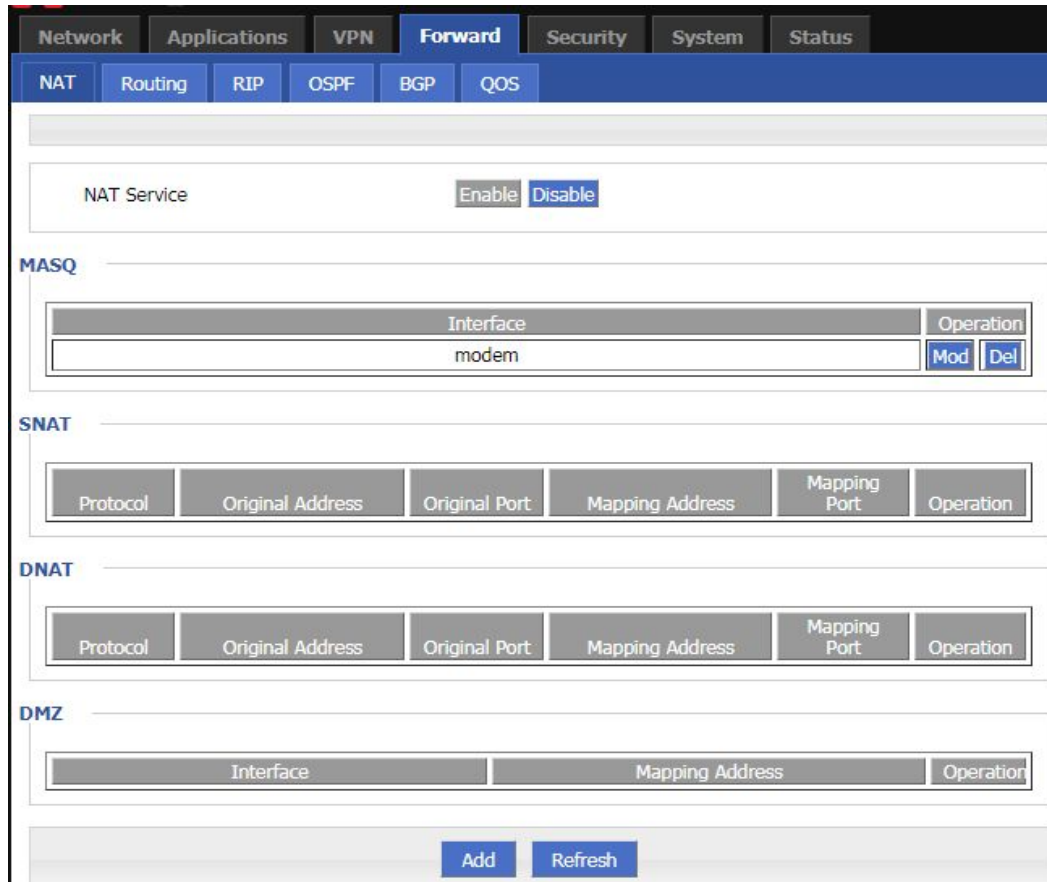 Network Applications VPN Forward Security System Status
NAT Routing RIP OSPF BGP QOS
NAT Service Enable Disable
MASQ
Interface Operation
modem Mod Del
SNAT
Protocol Original Address Original Port Mapping Address Mapping Port Operation
DNAT
Protocol Original Address Original Port Mapping Address Mapping Port Operation
DMZ
Interface Mapping Address Operation
Add Refresh